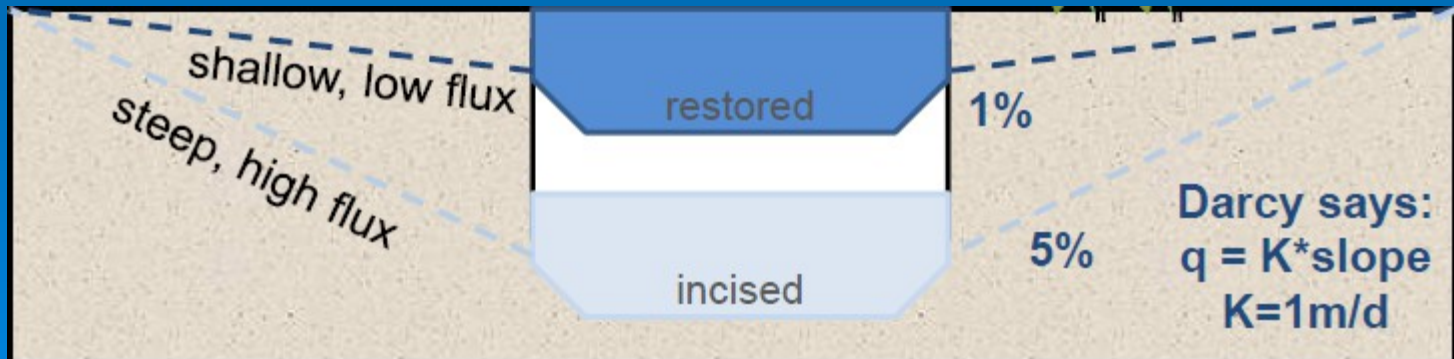 shallow, low flux
steep, high flux
restored
incised
1%
5%
Darcy says:
q = K*slope
K=1m/d